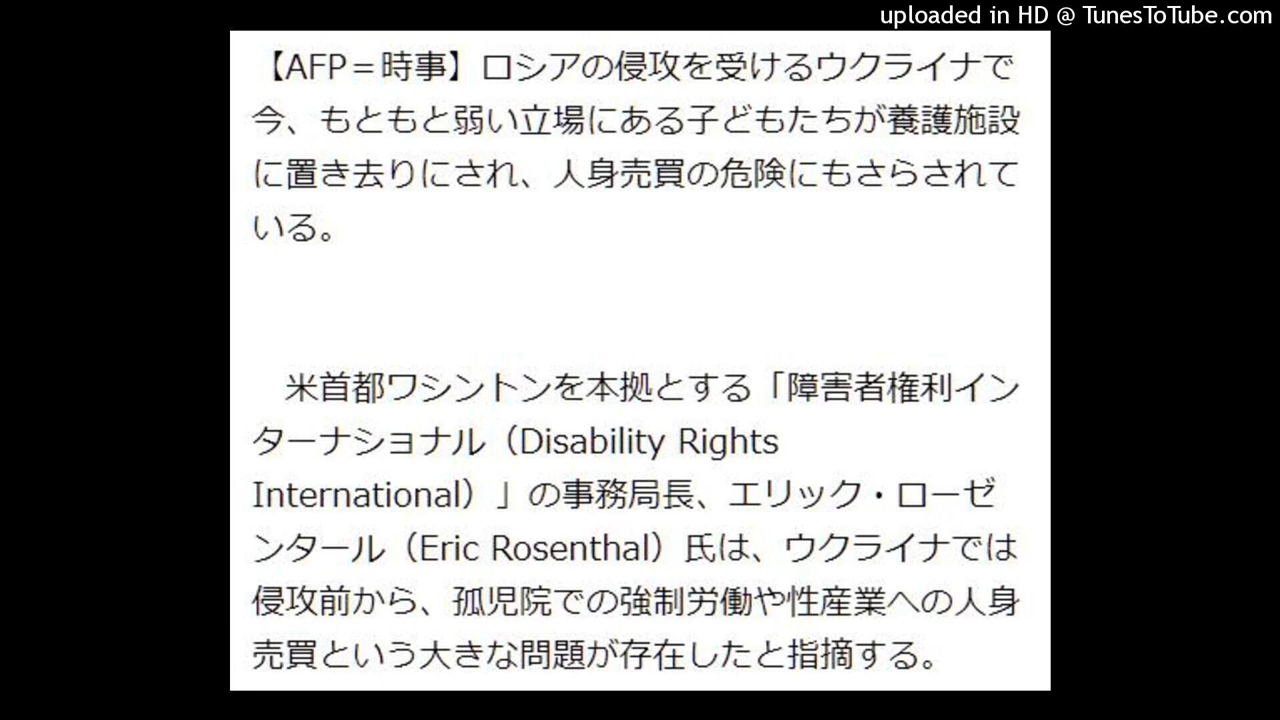 uploaded in HD @ TunesToTube.com
【AFP＝時事】ロシアの侵攻を受けるウクライナで
今、もともと弱い立場にある子どもたちが養護施設
に置き去りにされ、人身売買の危険にもさらされて
いる。
米首都ワシントンを本拠とする「障害者権利イン
ターナショナル（Disability Rights
International）」の事務局長、エリック・ローゼ
ンタール（Eric Rosenthal）氏は、ウクライナでは
侵攻前から、孤児院での強制労働や性産業への人身
売買という大きな問題が存在したと指摘する。